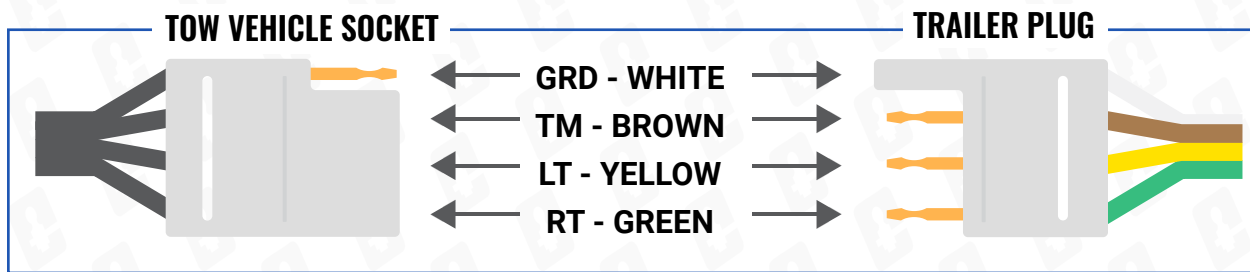 TOW VEHICLE SOCKET
TRAILER PLUG
GRD - WHITE
TM - BROWN
LT - YELLOW
RT - GREEN